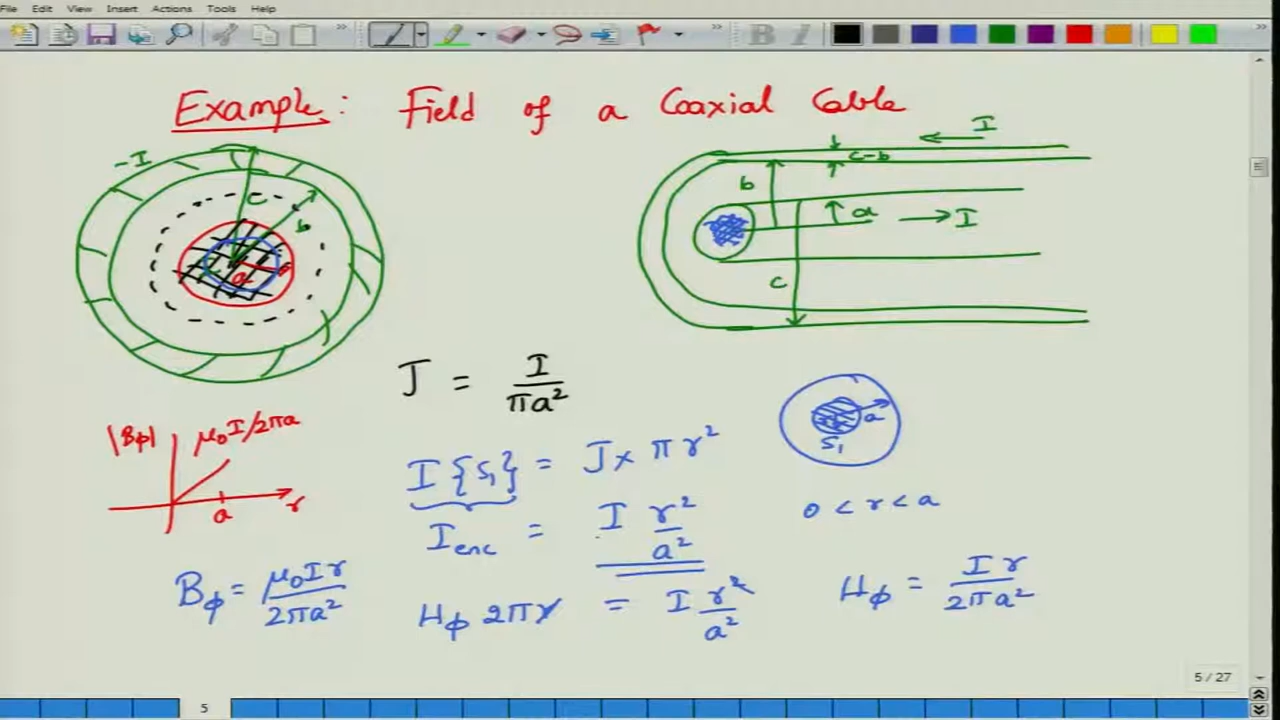 File Edit View Insert Actions Tools Help
Example: Field of a Coaxial Cable
-I
c
b
a
I
c-b
b
a
I
c
J = I/πa²
|Bφ|
μ₀I/2πa
a
r
I{S₁} = J × πr²
a
S₁
I_enc = I r²/a²
0 < r < a
Bφ = μ₀Ir/2πa²
Hφ 2πr = I r²/a²
Hφ = Ir/2πa²
5 / 27
5